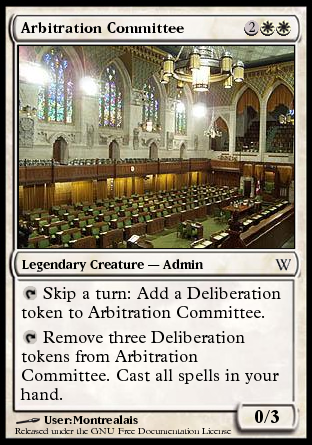 Arbitration Committee 2
Legendary Creature — Admin W
Skip a turn: Add a Deliberation
token to Arbitration Committee.
Remove three Deliberation
tokens from Arbitration
Committee. Cast all spells in your
hand.
User:Montrealais
Released under the GNU Free Documentation License
0/3